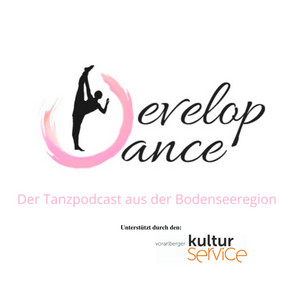 Develop
Dance
Der Tanzpodcast aus der Bodenseeregion
Unterstützt durch den:
vorarlberger kultur
service